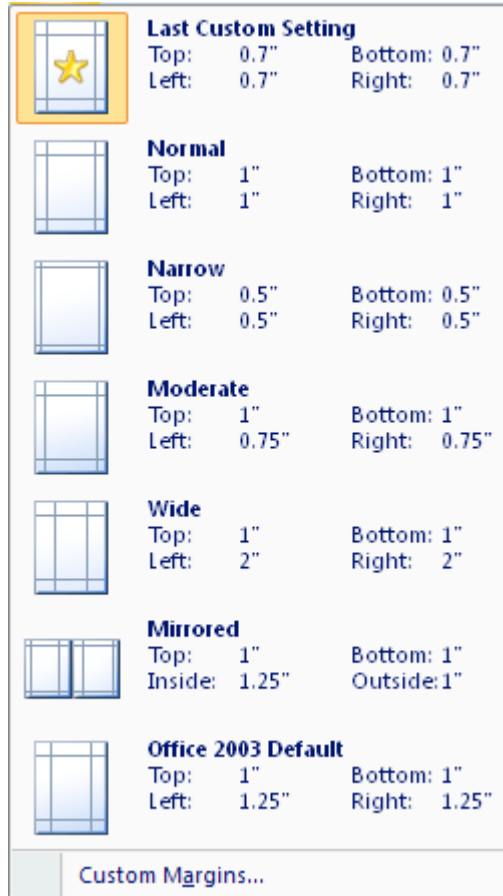 Last Custom Setting
Top: 0.7" Bottom: 0.7"
Left: 0.7" Right: 0.7"
Normal
Top: 1" Bottom: 1"
Left: 1" Right: 1"
Narrow
Top: 0.5" Bottom: 0.5"
Left: 0.5" Right: 0.5"
Moderate
Top: 1" Bottom: 1"
Left: 0.75" Right: 0.75"
Wide
Top: 1" Bottom: 1"
Left: 2" Right: 2"
Mirrored
Top: 1" Bottom: 1"
Inside: 1.25" Outside: 1"
Office 2003 Default
Top: 1" Bottom: 1"
Left: 1.25" Right: 1.25"
Custom Margins...